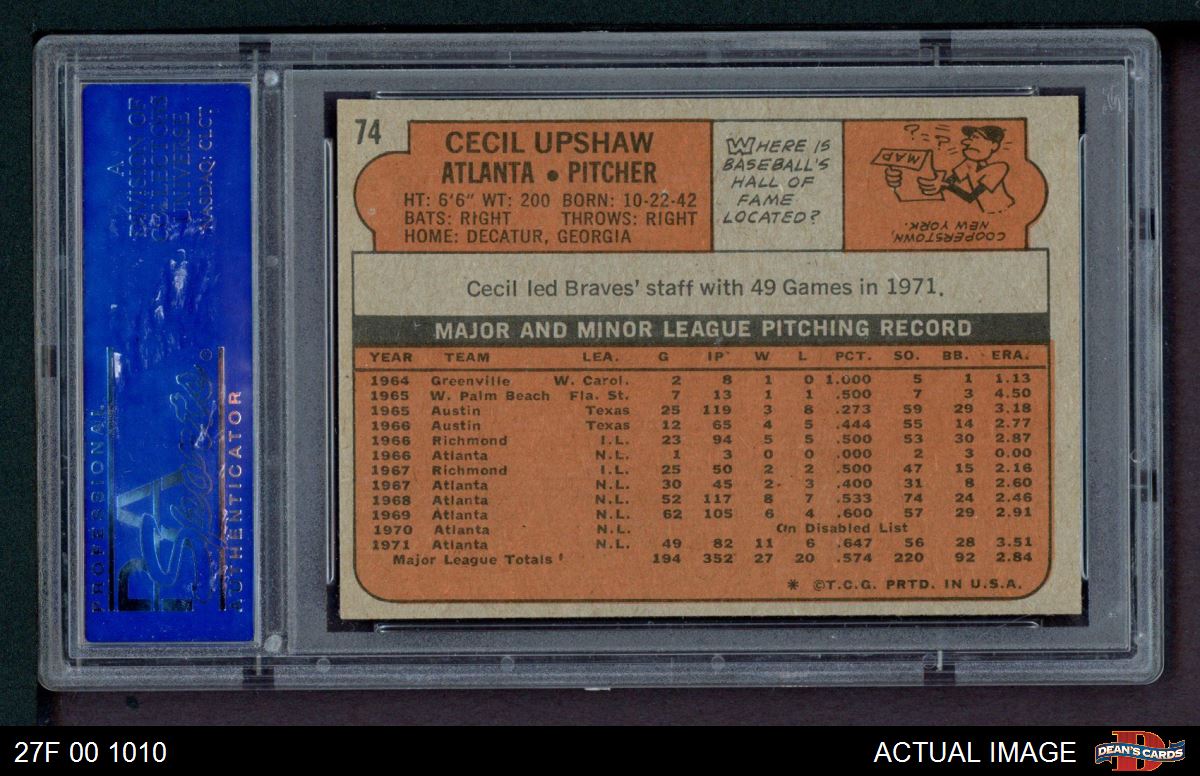 A
DIVISION OF
COLLECTORS
UNIVERSE
NASDAQ: CLCT
PROFESSIONAL
PSA
Sports
®
AUTHENTICATOR
74
CECIL UPSHAW
ATLANTA • PITCHER
HT: 6'6" WT: 200 BORN: 10-22-42
BATS: RIGHT THROWS: RIGHT
HOME: DECATUR, GEORGIA
WHERE IS
BASEBALL'S
HALL OF
FAME
LOCATED?
? ? ?
MAP
COOPERSTOWN,
NEW YORK.
Cecil led Braves' staff with 49 Games in 1971.
MAJOR AND MINOR LEAGUE PITCHING RECORD
YEAR TEAM LEA. G IP W L PCT. SO. BB. ERA.
1964 Greenville W. Carol. 2 8 1 0 1.000 5 1 1.13
1965 W. Palm Beach Fla. St. 7 13 1 1 .500 7 3 4.50
1965 Austin Texas 25 119 3 8 .273 59 29 3.18
1966 Austin Texas 12 65 4 5 .444 55 14 2.77
1966 Richmond I.L. 23 94 5 5 .500 53 30 2.87
1966 Atlanta N.L. 1 3 0 0 .000 2 3 0.00
1967 Richmond I.L. 25 50 2 2 .500 47 15 2.16
1967 Atlanta N.L. 30 45 2 3 .400 31 8 2.60
1968 Atlanta N.L. 52 117 8 7 .533 74 24 2.46
1969 Atlanta N.L. 62 105 6 4 .600 57 29 2.91
1970 Atlanta N.L. On Disabled List
1971 Atlanta N.L. 49 82 11 6 .647 56 28 3.51
Major League Totals 194 352 27 20 .574 220 92 2.84
* ©T.C.G. PRTD. IN U.S.A.
27F 00 1010
ACTUAL IMAGE
D
DEAN'S CARDS